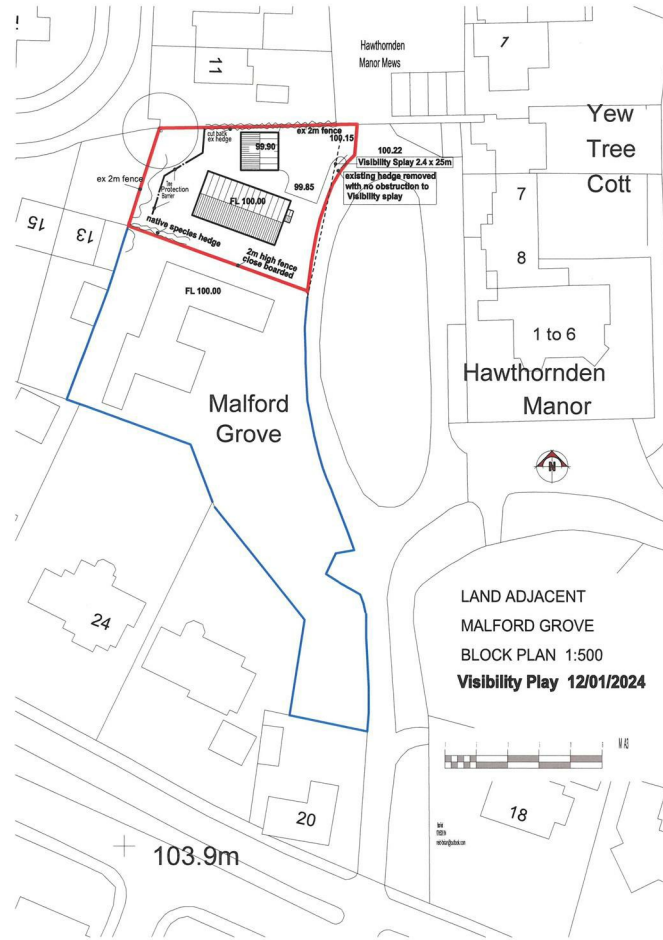 11
Hawthornden
Manor Mews
7
Yew
Tree
Cott
cut back
ex hedge
ex 2m fence
100.15
99.90
100.22
Visibility Splay 2.4 x 25m
existing hedge removed
with no obstruction to
Visibility splay
ex 2m fence
Tree
Protection
Barrier
99.85
FL 100.00
7
15
13
native species hedge
2m high fence
close boarded
8
FL 100.00
1 to 6
Hawthornden
Manor
Malford
Grove
N
24
LAND ADJACENT
MALFORD GROVE
BLOCK PLAN 1:500
Visibility Play 12/01/2024
20
18
103.9m